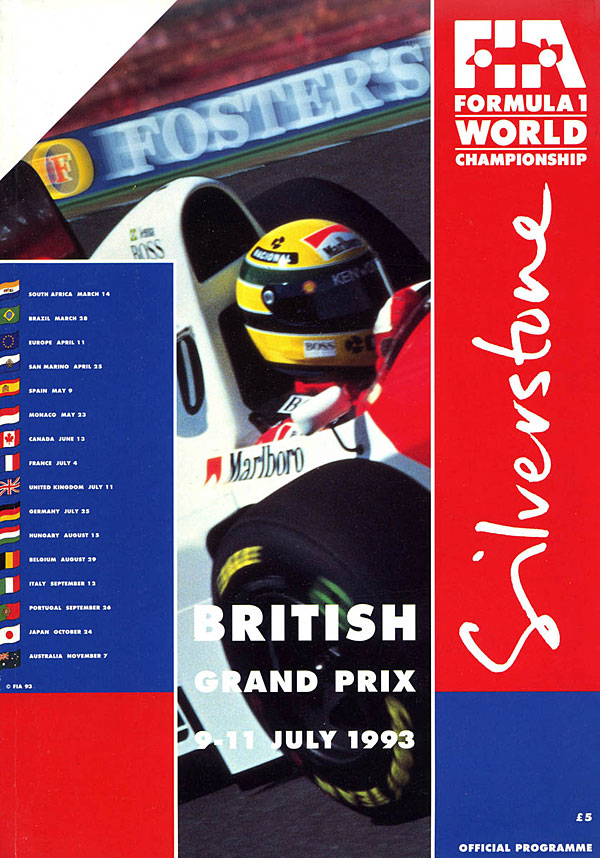 FIA
FORMULA 1
WORLD
CHAMPIONSHIP
FOSTER'S
F
BOSS
NACIONAL
Marlboro
KENWOOD
BOSS
Marlboro
SOUTH AFRICA MARCH 14
BRAZIL MARCH 28
EUROPE APRIL 11
SAN MARINO APRIL 25
SPAIN MAY 9
MONACO MAY 23
CANADA JUNE 13
FRANCE JULY 4
UNITED KINGDOM JULY 11
GERMANY JULY 25
HUNGARY AUGUST 15
BELGIUM AUGUST 29
ITALY SEPTEMBER 12
PORTUGAL SEPTEMBER 26
JAPAN OCTOBER 24
AUSTRALIA NOVEMBER 7
© FIA 93
Silverstone
BRITISH
GRAND PRIX
9-11 JULY 1993
£5
OFFICIAL PROGRAMME